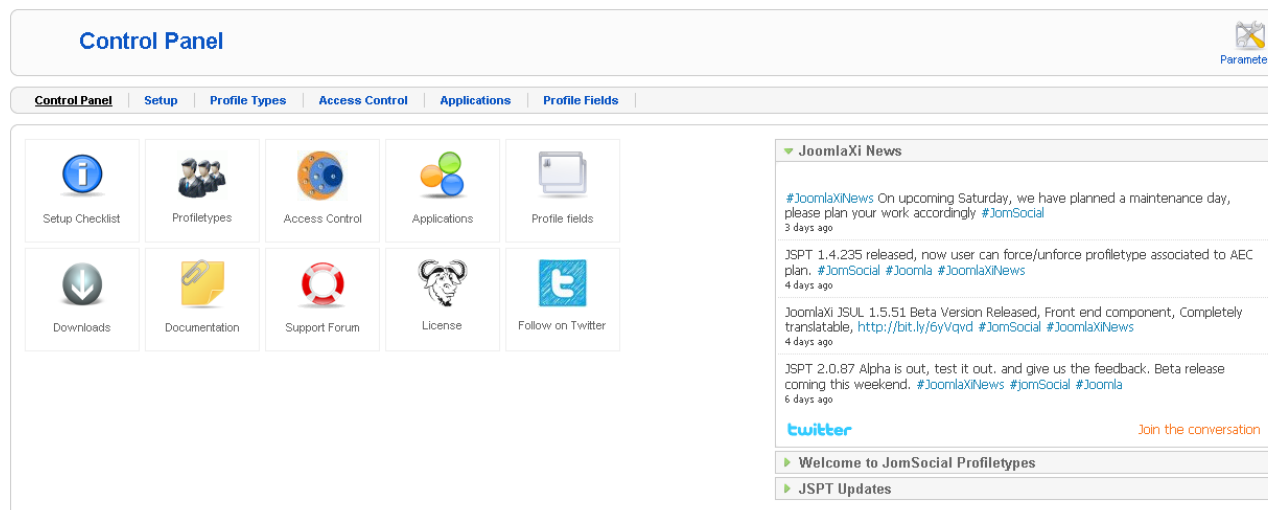 Control Panel
Paramete
Control Panel Setup Profile Types Access Control Applications Profile Fields
Setup Checklist Profiletypes Access Control Applications Profile fields
Downloads Documentation Support Forum License Follow on Twitter
JoomlaXi News
#JoomlaXiNews On upcoming Saturday, we have planned a maintenance day,
please plan your work accordingly #JomSocial
3 days ago
JSPT 1.4.235 released, now user can force/unforce profiletype associated to AEC
plan. #JomSocial #Joomla #JoomlaXiNews
4 days ago
JoomlaXi JSUL 1.5.51 Beta Version Released, Front end component, Completely
translatable, http://bit.ly/6yVqvd #JomSocial #JoomlaXiNews
4 days ago
JSPT 2.0.87 Alpha is out, test it out. and give us the feedback. Beta release
coming this weekend. #JoomlaXiNews #jomSocial #Joomla
6 days ago
twitter Join the conversation
Welcome to JomSocial Profiletypes
JSPT Updates